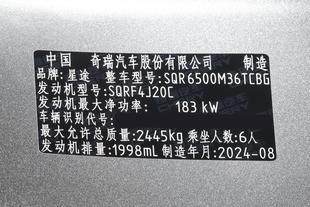 中国 奇瑞汽车股份有限公司 制造
品牌:星途 整车型号:SQR6500M36TCBG
发动机型号:SQRF4J20C
发动机最大净功率: 183 kW
车辆识别代号:
最大允许总质量:2445kg 乘坐人数:6人
发动机排量:1998mL 制造年月:2024-08